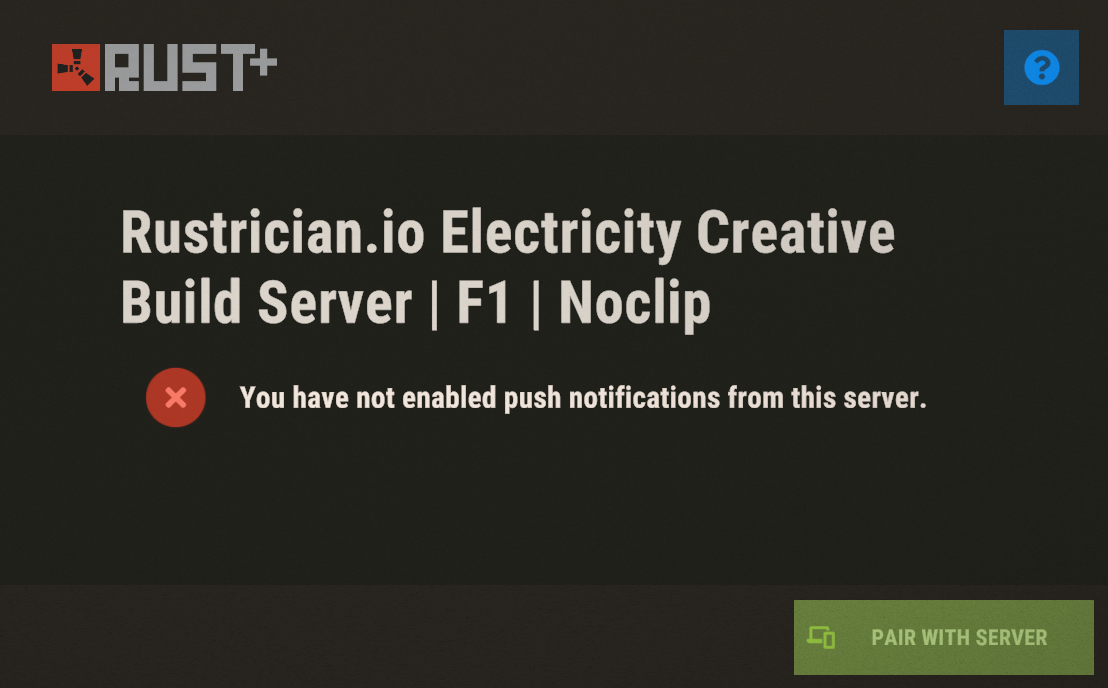 RUST+
Rustrician.io Electricity Creative
Build Server | F1 | Noclip
You have not enabled push notifications from this server.
PAIR WITH SERVER